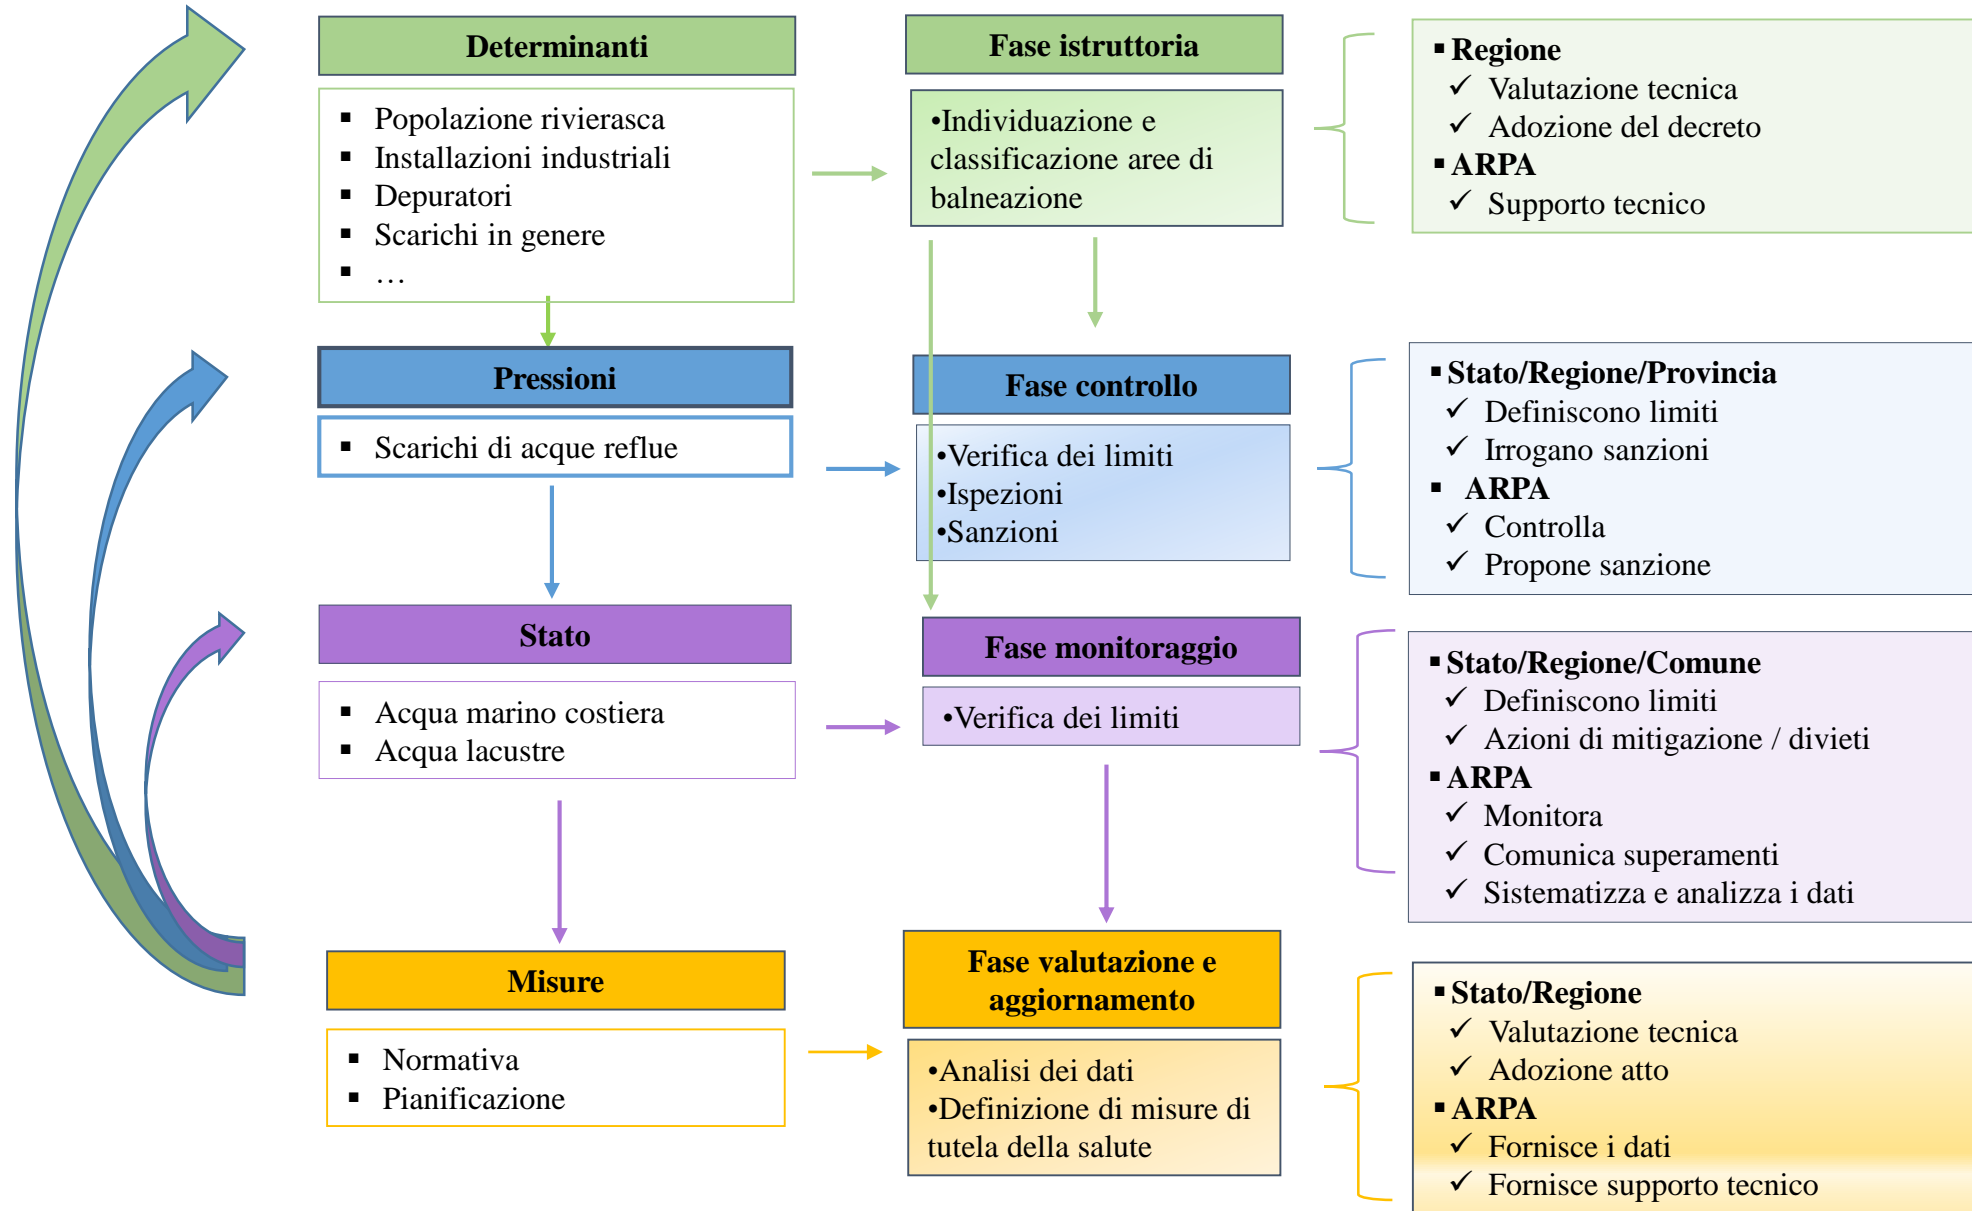 Determinanti
▪ Popolazione rivierasca
▪ Installazioni industriali
▪ Depuratori
▪ Scarichi in genere
▪ …
Fase istruttoria
•Individuazione e
classificazione aree di
balneazione
▪ Regione
✓ Valutazione tecnica
✓ Adozione del decreto
▪ ARPA
✓ Supporto tecnico
Pressioni
▪ Scarichi di acque reflue
Fase controllo
•Verifica dei limiti
•Ispezioni
•Sanzioni
▪ Stato/Regione/Provincia
✓ Definiscono limiti
✓ Irrogano sanzioni
▪ ARPA
✓ Controlla
✓ Propone sanzione
Stato
▪ Acqua marino costiera
▪ Acqua lacustre
Fase monitoraggio
•Verifica dei limiti
▪ Stato/Regione/Comune
✓ Definiscono limiti
✓ Azioni di mitigazione / divieti
▪ ARPA
✓ Monitora
✓ Comunica superamenti
✓ Sistematizza e analizza i dati
Misure
▪ Normativa
▪ Pianificazione
Fase valutazione e
aggiornamento
•Analisi dei dati
•Definizione di misure di
tutela della salute
▪ Stato/Regione
✓ Valutazione tecnica
✓ Adozione atto
▪ ARPA
✓ Fornisce i dati
✓ Fornisce supporto tecnico